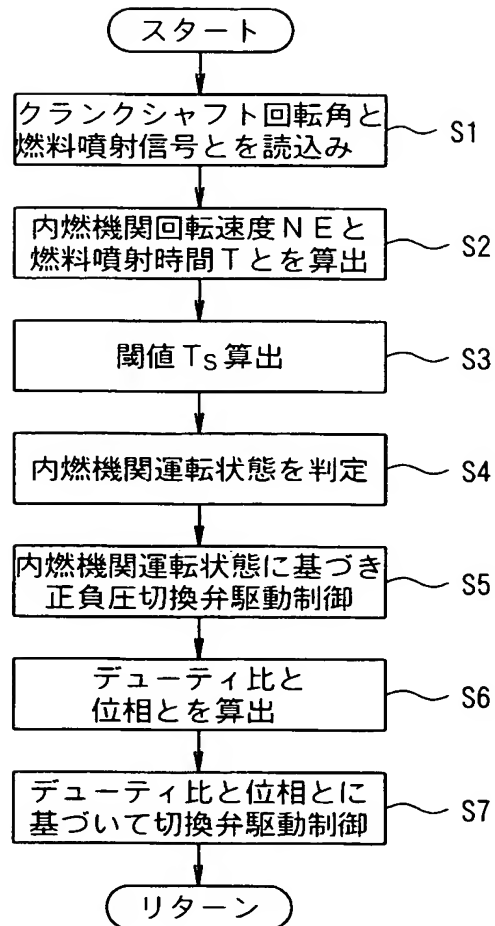 スタート
クランクシャフト回転角と
燃料噴射信号とを読込み
S1
内燃機関回転速度NEと
燃料噴射時間Tとを算出
S2
閾値TS算出
S3
内燃機関運転状態を判定
S4
内燃機関運転状態に基づき
正負圧切換弁駆動制御
S5
デューティ比と
位相とを算出
S6
デューティ比と位相とに
基づいて切換弁駆動制御
S7
リターン